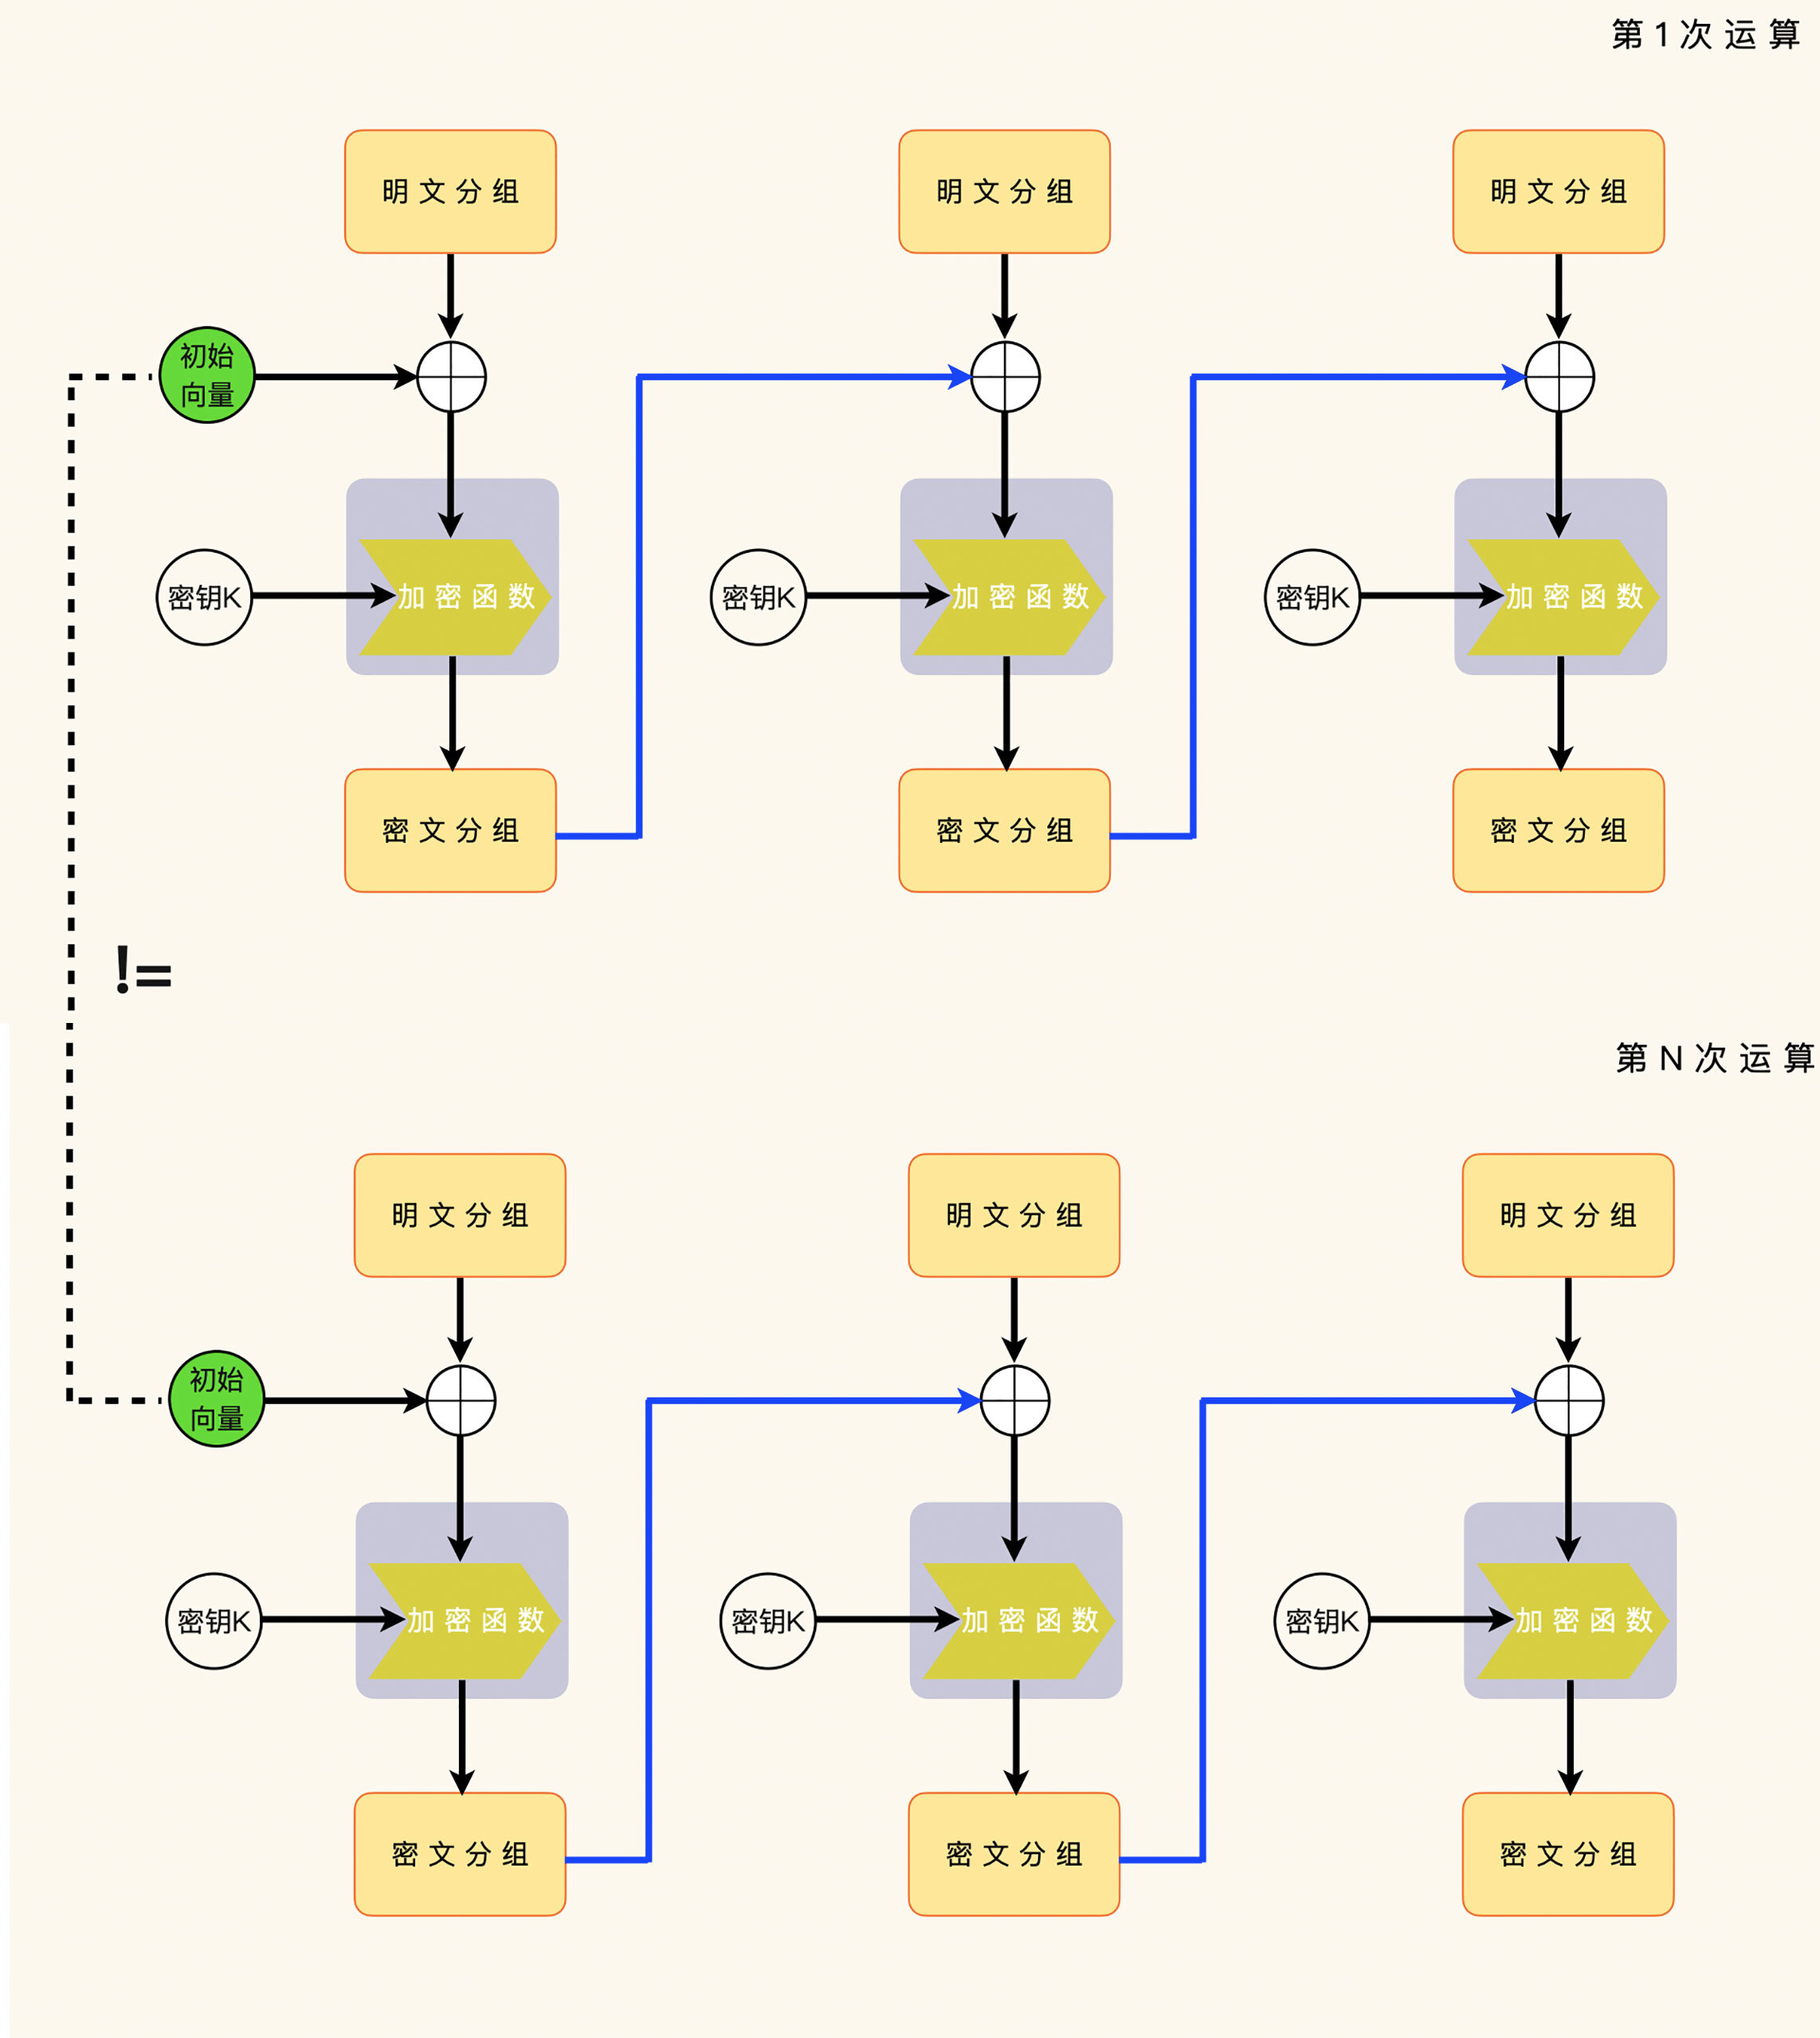 第1次运算
明文分组
明文分组
明文分组
初始
向量
密钥K
加密函数
密钥K
加密函数
密钥K
加密函数
密文分组
密文分组
密文分组
!=
第N次运算
明文分组
明文分组
明文分组
初始
向量
密钥K
加密函数
密钥K
加密函数
密钥K
加密函数
密文分组
密文分组
密文分组